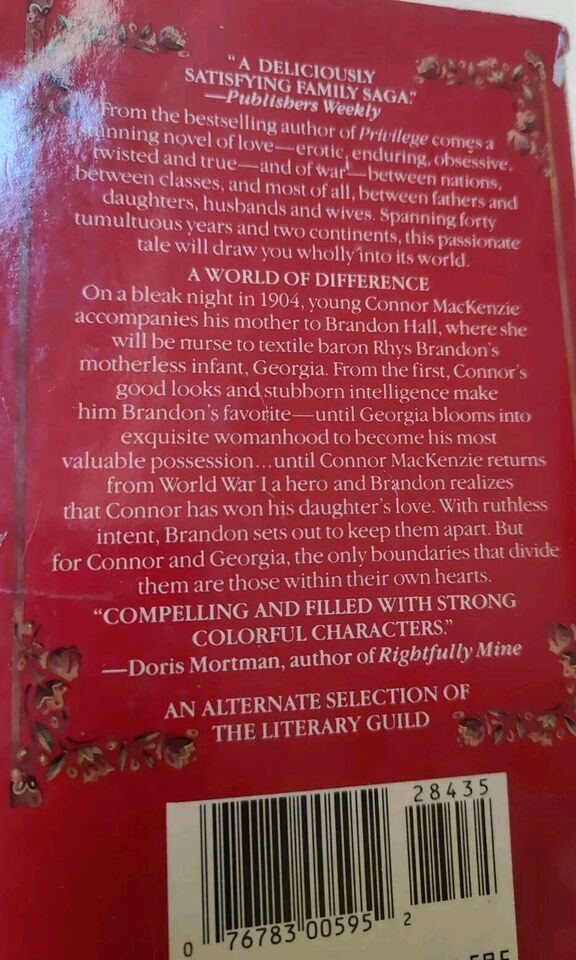 "A DELICIOUSLY
SATISFYING FAMILY SAGA."
—Publishers Weekly
From the bestselling author of Privilege comes a
novel of love—erotic, enduring, obsessive,
twisted and true—and of war—between nations,
between classes, and most of all, between fathers and
daughters, husbands and wives. Spanning forty
tumultuous years and two continents, this passionate
tale will draw you wholly into its world.
A WORLD OF DIFFERENCE
On a bleak night in 1904, young Connor MacKenzie
accompanies his mother to Brandon Hall, where she
will be nurse to textile baron Rhys Brandon's
motherless infant, Georgia. From the first, Connor's
good looks and stubborn intelligence make
him Brandon's favorite—until Georgia blooms into
exquisite womanhood to become his most
valuable possession...until Connor MacKenzie returns
from World War I a hero and Brandon realizes
that Connor has won his daughter's love. With ruthless
intent, Brandon sets out to keep them apart. But
for Connor and Georgia, the only boundaries that divide
them are those within their own hearts.
"COMPELLING AND FILLED WITH STRONG
COLORFUL CHARACTERS."
—Doris Mortman, author of Rightfully Mine
AN ALTERNATE SELECTION OF
THE LITERARY GUILD
28435
0 76783 00595 2